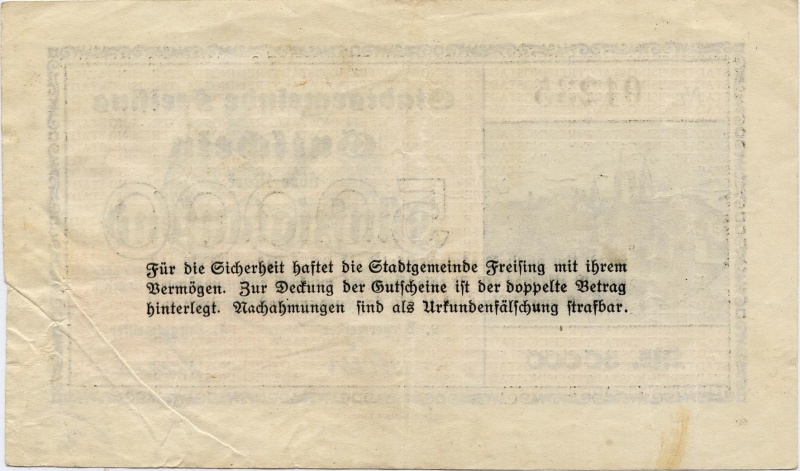 Für die Sicherheit haftet die Stadtgemeinde Freising mit ihrem
Vermögen. Zur Deckung der Gutscheine ist der doppelte Betrag
hinterlegt. Nachahmungen sind als Urkundenfälschung strafbar.